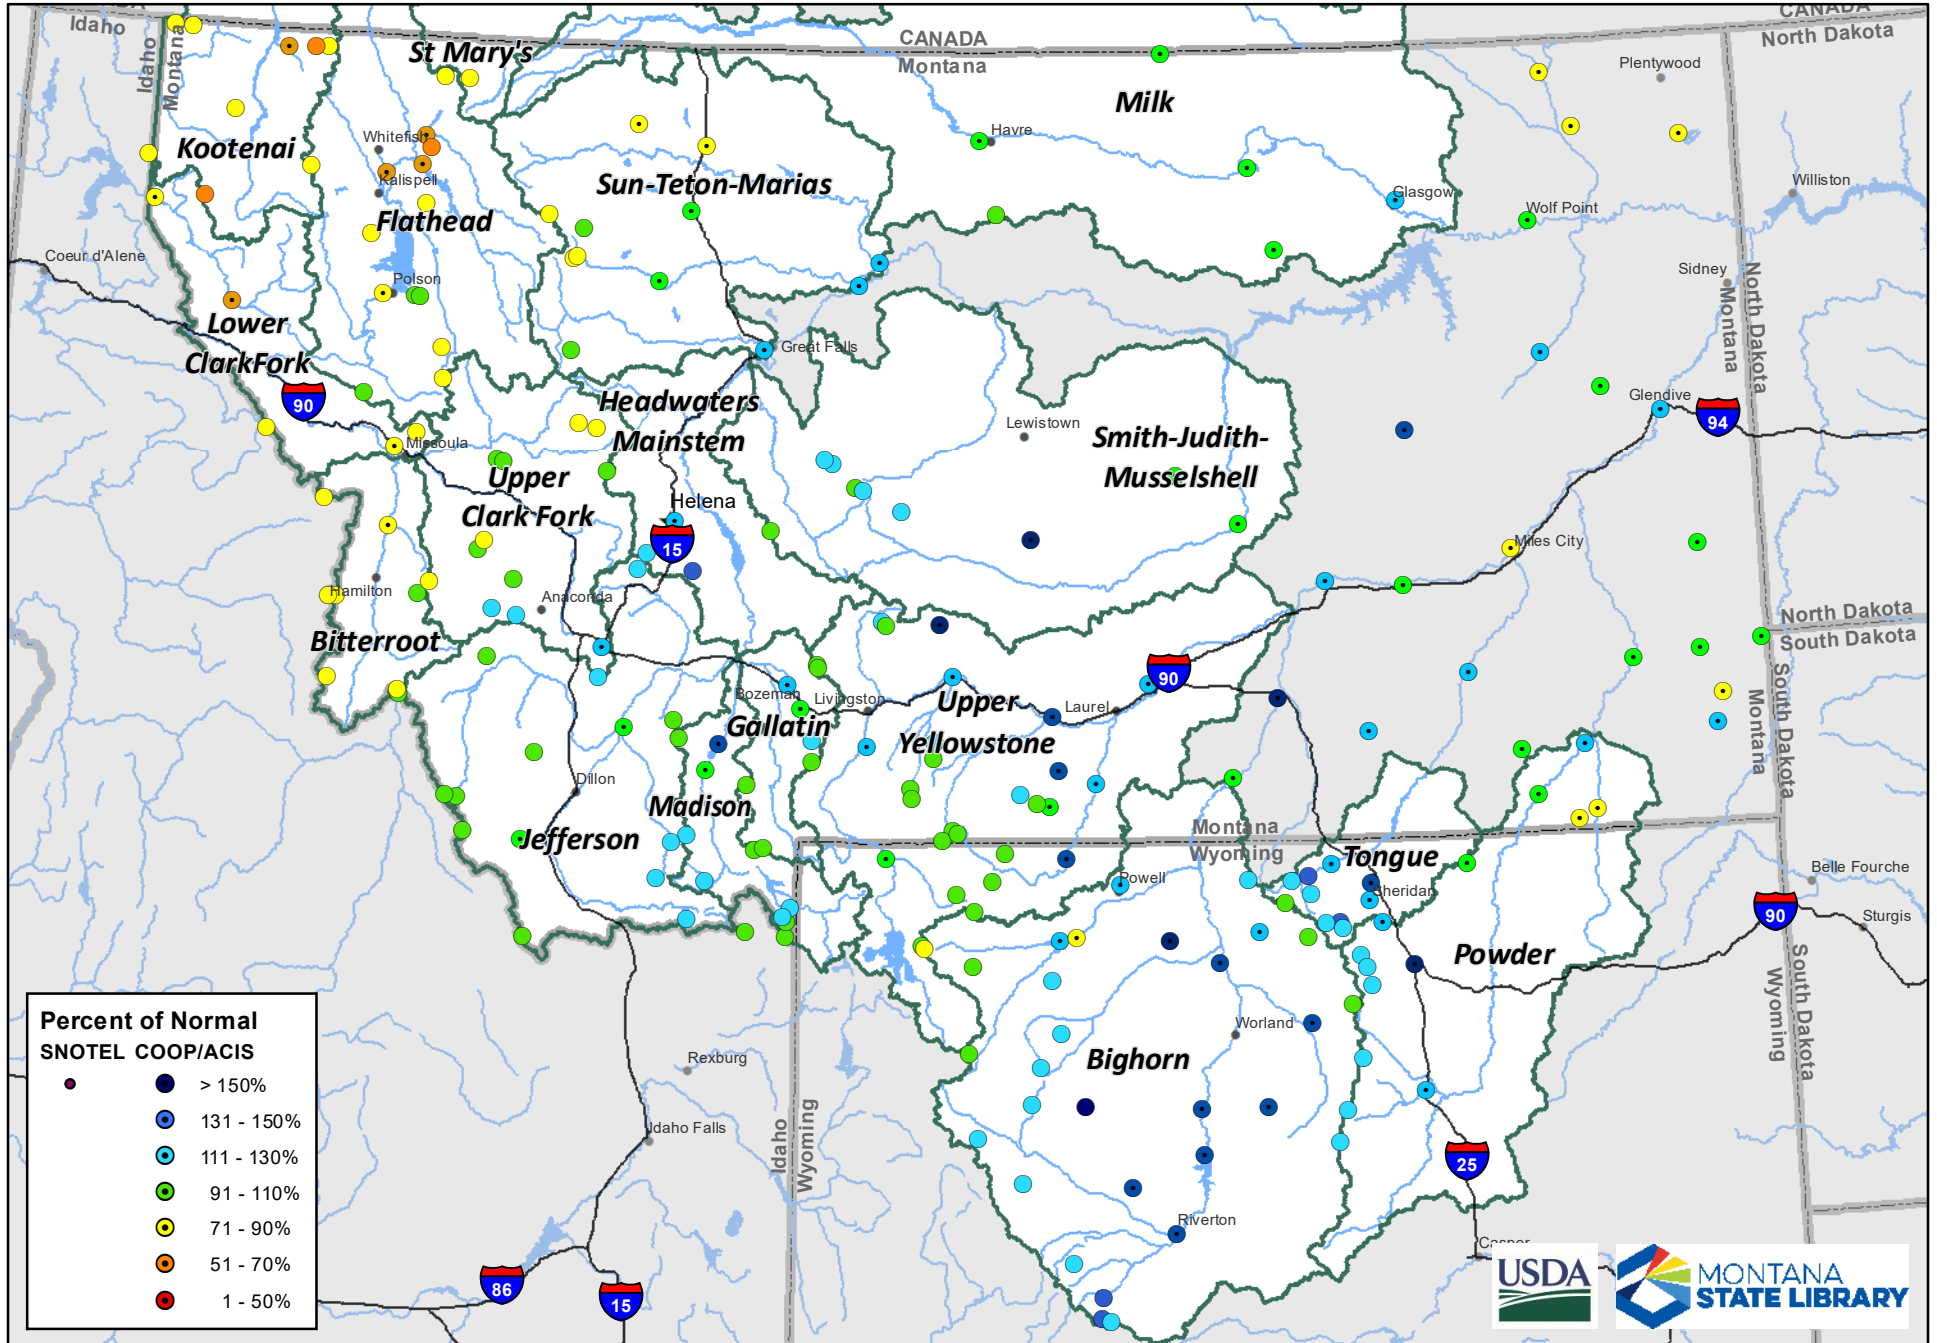 CANADA
Idaho
Idaho
Montana
St Mary's
CANADA
Montana
CANADA
North Dakota
Plentywood
Milk
Havre
Whitefish
Kootenai
Kalispell
Flathead
Sun-Teton-Marias
Glasgow
Wolf Point
Williston
Coeur d'Alene
Polson
Sidney
North Dakota
Montana
Lower
ClarkFork
90
Great Falls
Headwaters
Mainstem
Lewistown
Smith-Judith-
Musselshell
Glendive
94
Missoula
Upper
Clark Fork
Helena
15
Miles City
Hamilton
Anaconda
Bitterroot
North Dakota
South Dakota
Bozeman
Livingston
Gallatin
Upper
Yellowstone
Laurel
90
South Dakota
Montana
Dillon
Madison
Jefferson
Montana
Wyoming
Tongue
Powell
Sheridan
Belle Fourche
90
Sturgis
Powder
South Dakota
Wyoming
Worland
Bighorn
Rexburg
Idaho Falls
Idaho
Wyoming
25
Riverton
Casper
86
15
Percent of Normal
SNOTEL COOP/ACIS
> 150%
131 - 150%
111 - 130%
91 - 110%
71 - 90%
51 - 70%
1 - 50%
USDA
MONTANA
STATE LIBRARY